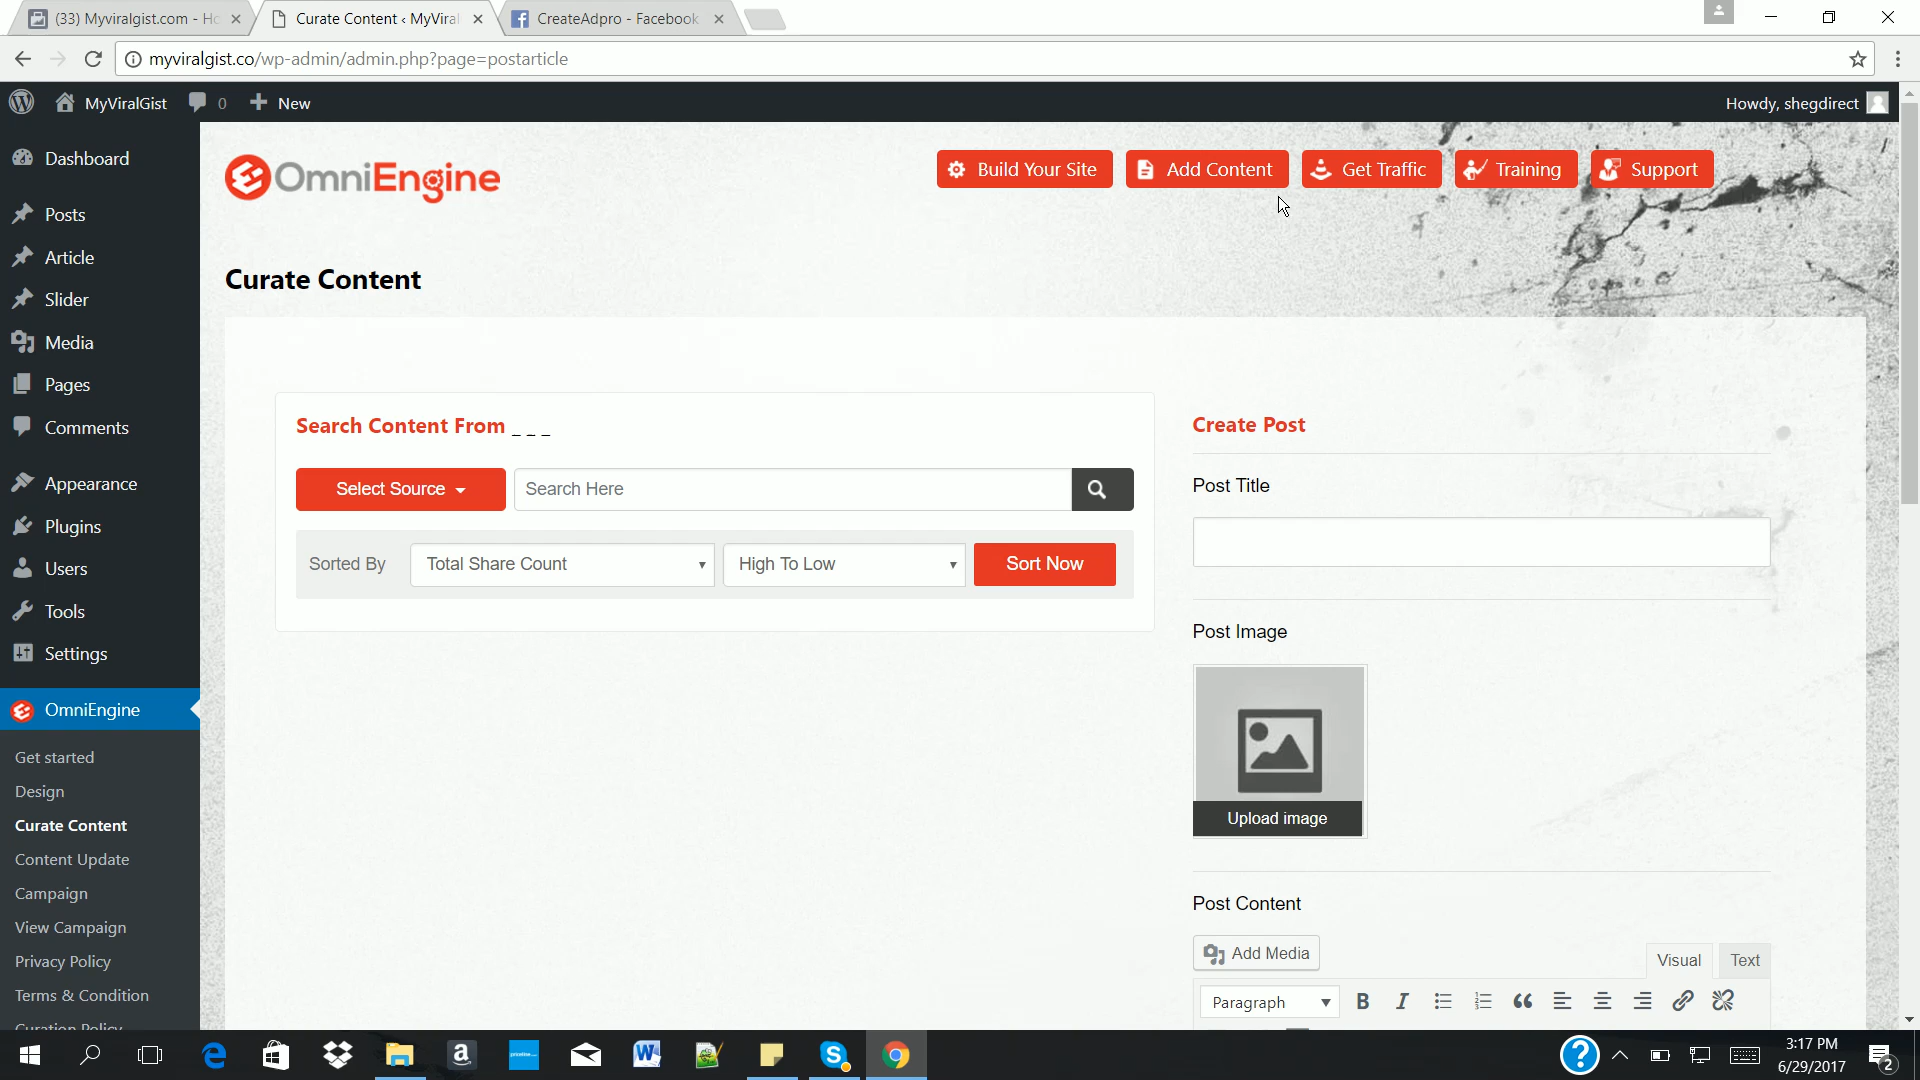 (33) Myviralgist.com - Ho
Curate Content ‹ MyViral
CreateAdpro - Facebook
myviralgist.co/wp-admin/admin.php?page=postarticle
MyViralGist
0
New
Howdy, shegdirect
Dashboard
Posts
Article
Slider
Media
Pages
Comments
Appearance
Plugins
Users
Tools
Settings
OmniEngine
Get started
Design
Curate Content
Content Update
Campaign
View Campaign
Privacy Policy
Terms & Condition
Curation Policy
OmniEngine
Build Your Site
Add Content
Get Traffic
Training
Support
Curate Content
Search Content From _ _ _
Select Source
Search Here
Sorted By
Total Share Count
High To Low
Sort Now
Create Post
Post Title
Post Image
Upload image
Post Content
Add Media
Visual
Text
Paragraph
3:17 PM
6/29/2017
2